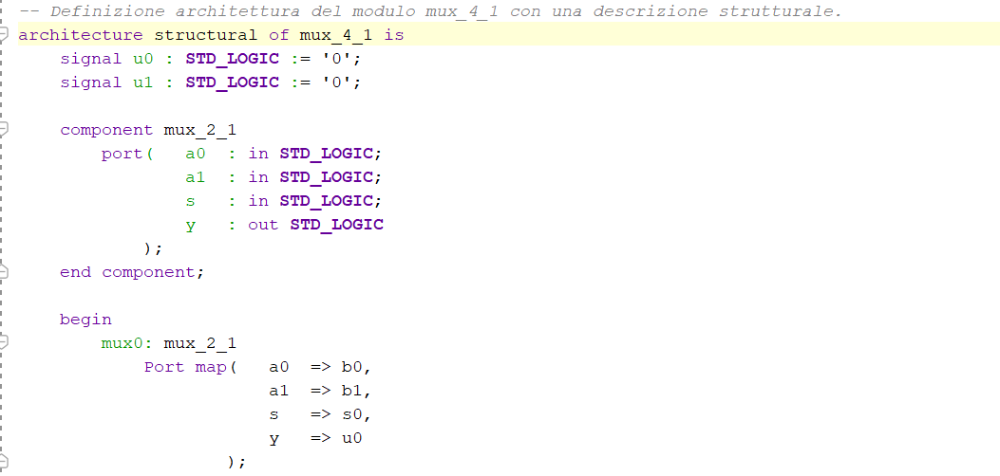 -- Definizione architettura del modulo mux_4_1 con una descrizione strutturale.
architecture structural of mux_4_1 is
    signal u0 : STD_LOGIC := '0';
    signal u1 : STD_LOGIC := '0';

    component mux_2_1
        port(   a0  : in STD_LOGIC;
                a1  : in STD_LOGIC;
                s   : in STD_LOGIC;
                y   : out STD_LOGIC
            );
    end component;

    begin
        mux0: mux_2_1
            Port map(   a0  => b0,
                        a1  => b1,
                        s   => s0,
                        y   => u0
                    );